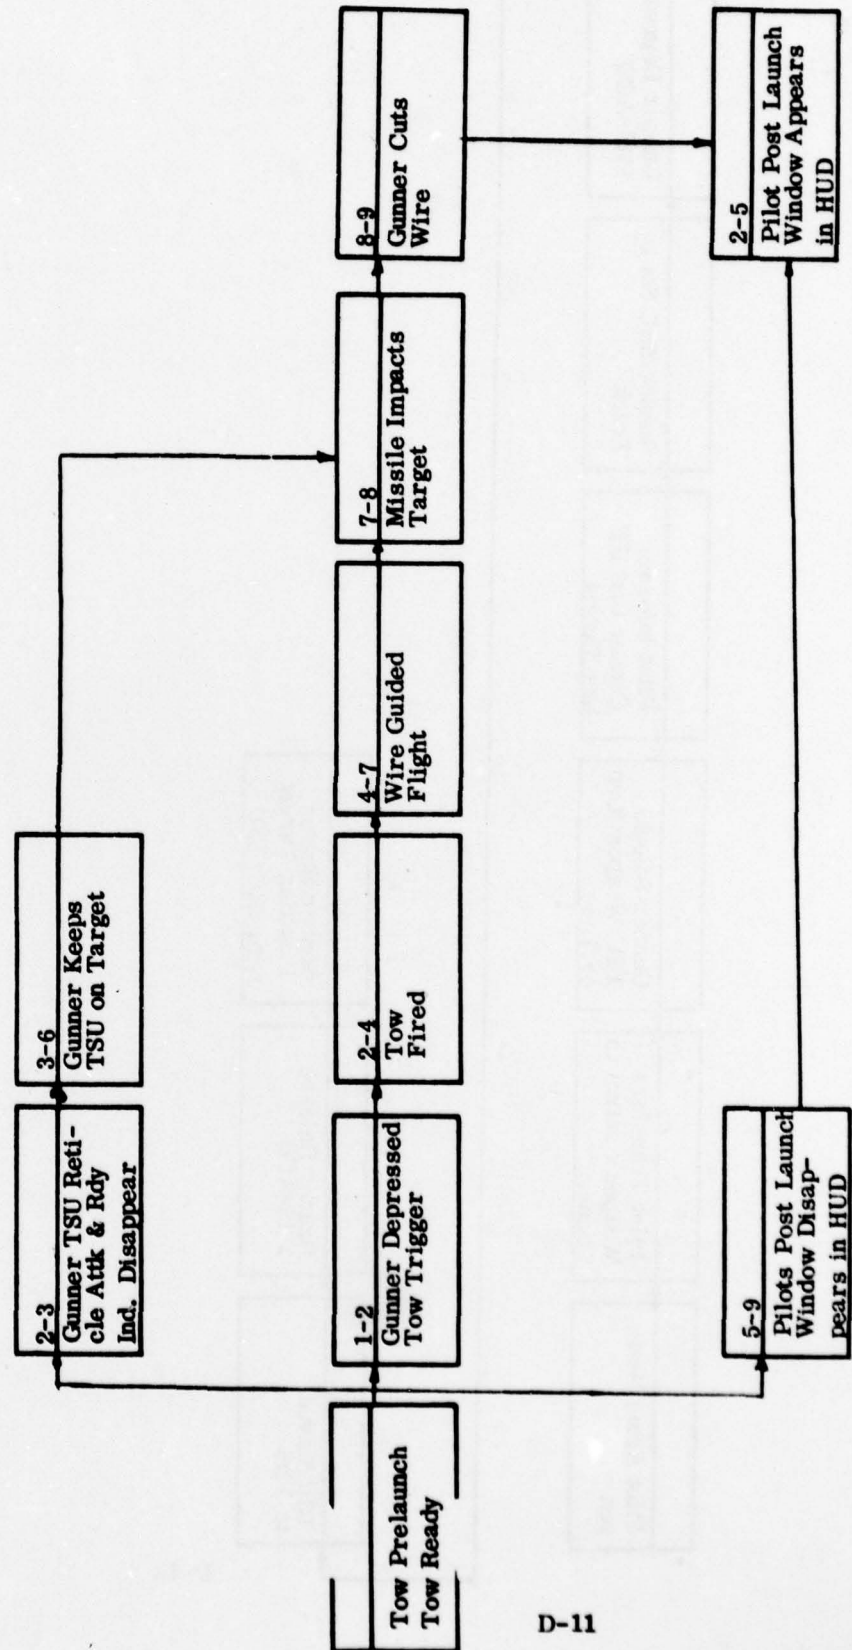 2-3
Gunner TSU Reti-
cle Attk & Rdy
Ind. Disappear
3-6
Gunner Keeps
TSU on Target
Tow Prelaunch
Tow Ready
1-2
Gunner Depressed
Tow Trigger
2-4
Tow
Fired
4-7
Wire Guided
Flight
7-8
Missile Impacts
Target
8-9
Gunner Cuts
Wire
5-9
Pilots Post Launch
Window Disap-
pears in HUD
2-5
Pilot Post Launch
Window Appears
in HUD
D-11